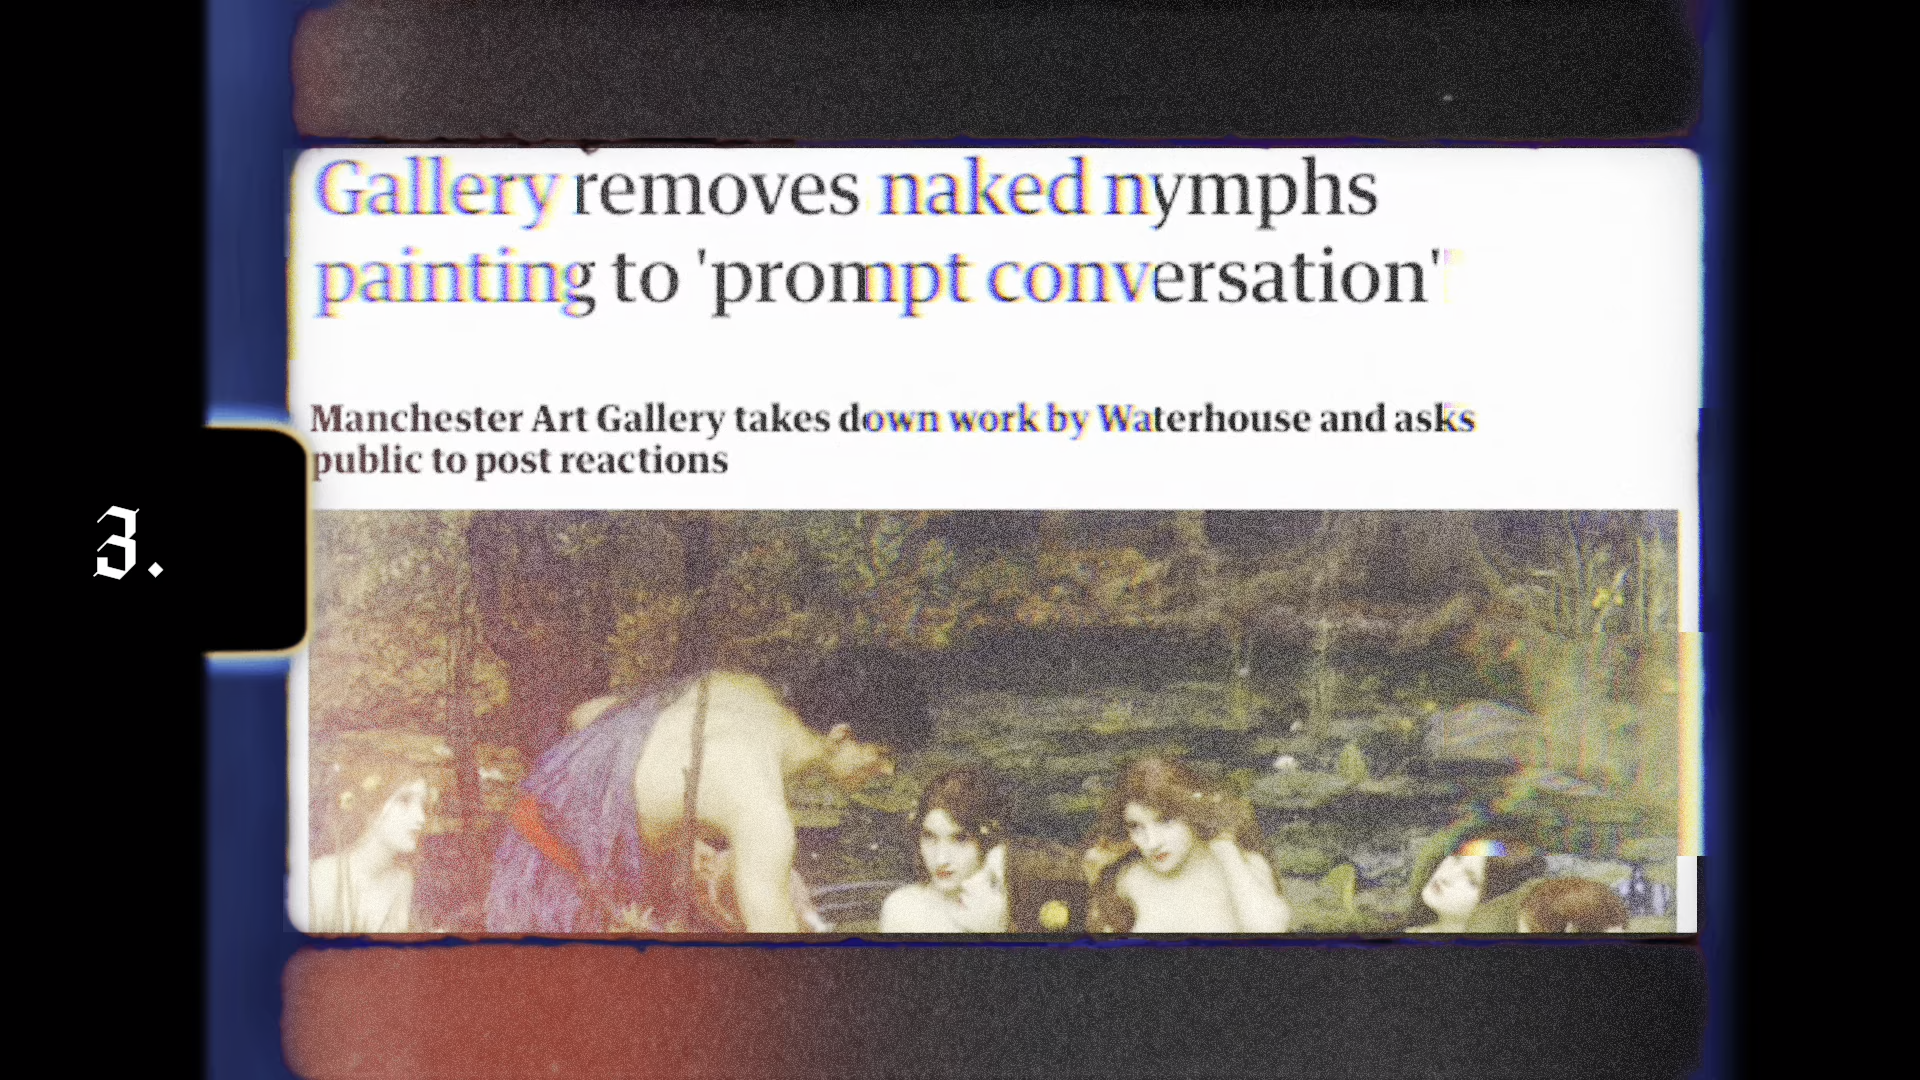 Gallery removes naked nymphs
painting to 'prompt conversation'
Manchester Art Gallery takes down work by Waterhouse and asks
public to post reactions
3.